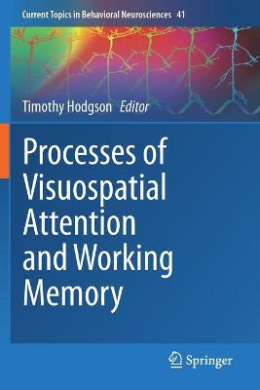 Current Topics in Behavioral Neurosciences 41
Timothy Hodgson Editor
Processes of
Visuospatial
Attention
and Working
Memory
Springer